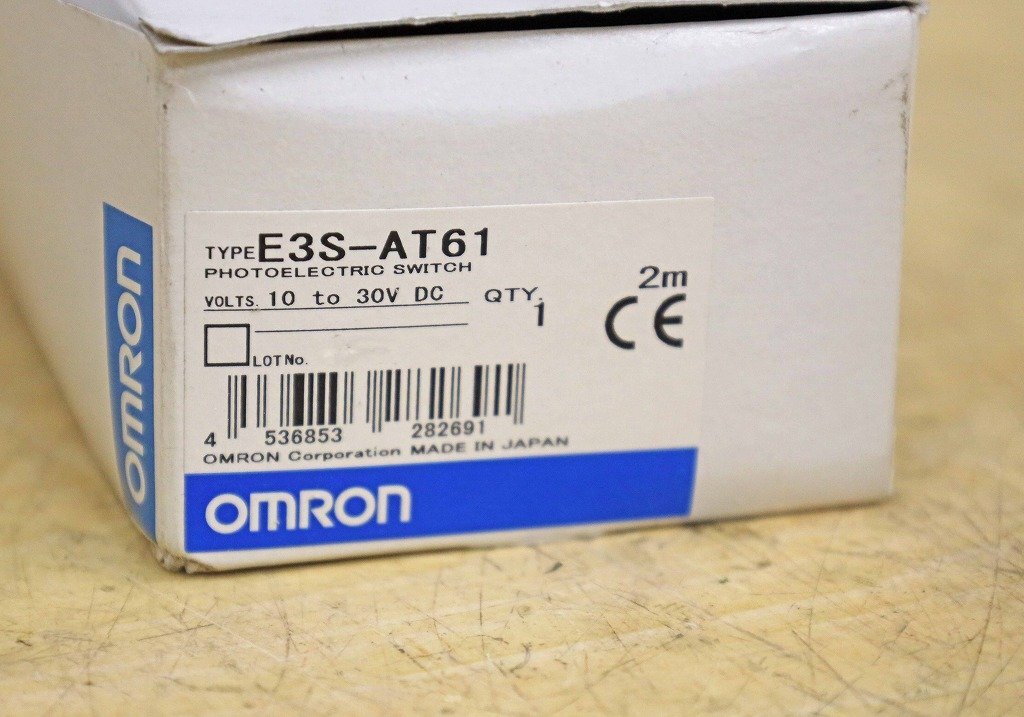 TYPE E3S-AT61
PHOTOELECTRIC SWITCH
VOLTS. 10 to 30V DC QTY. 1
2m
CE
LOT No.
4 536853 282691
OMRON Corporation MADE IN JAPAN
OMRON
OMRON